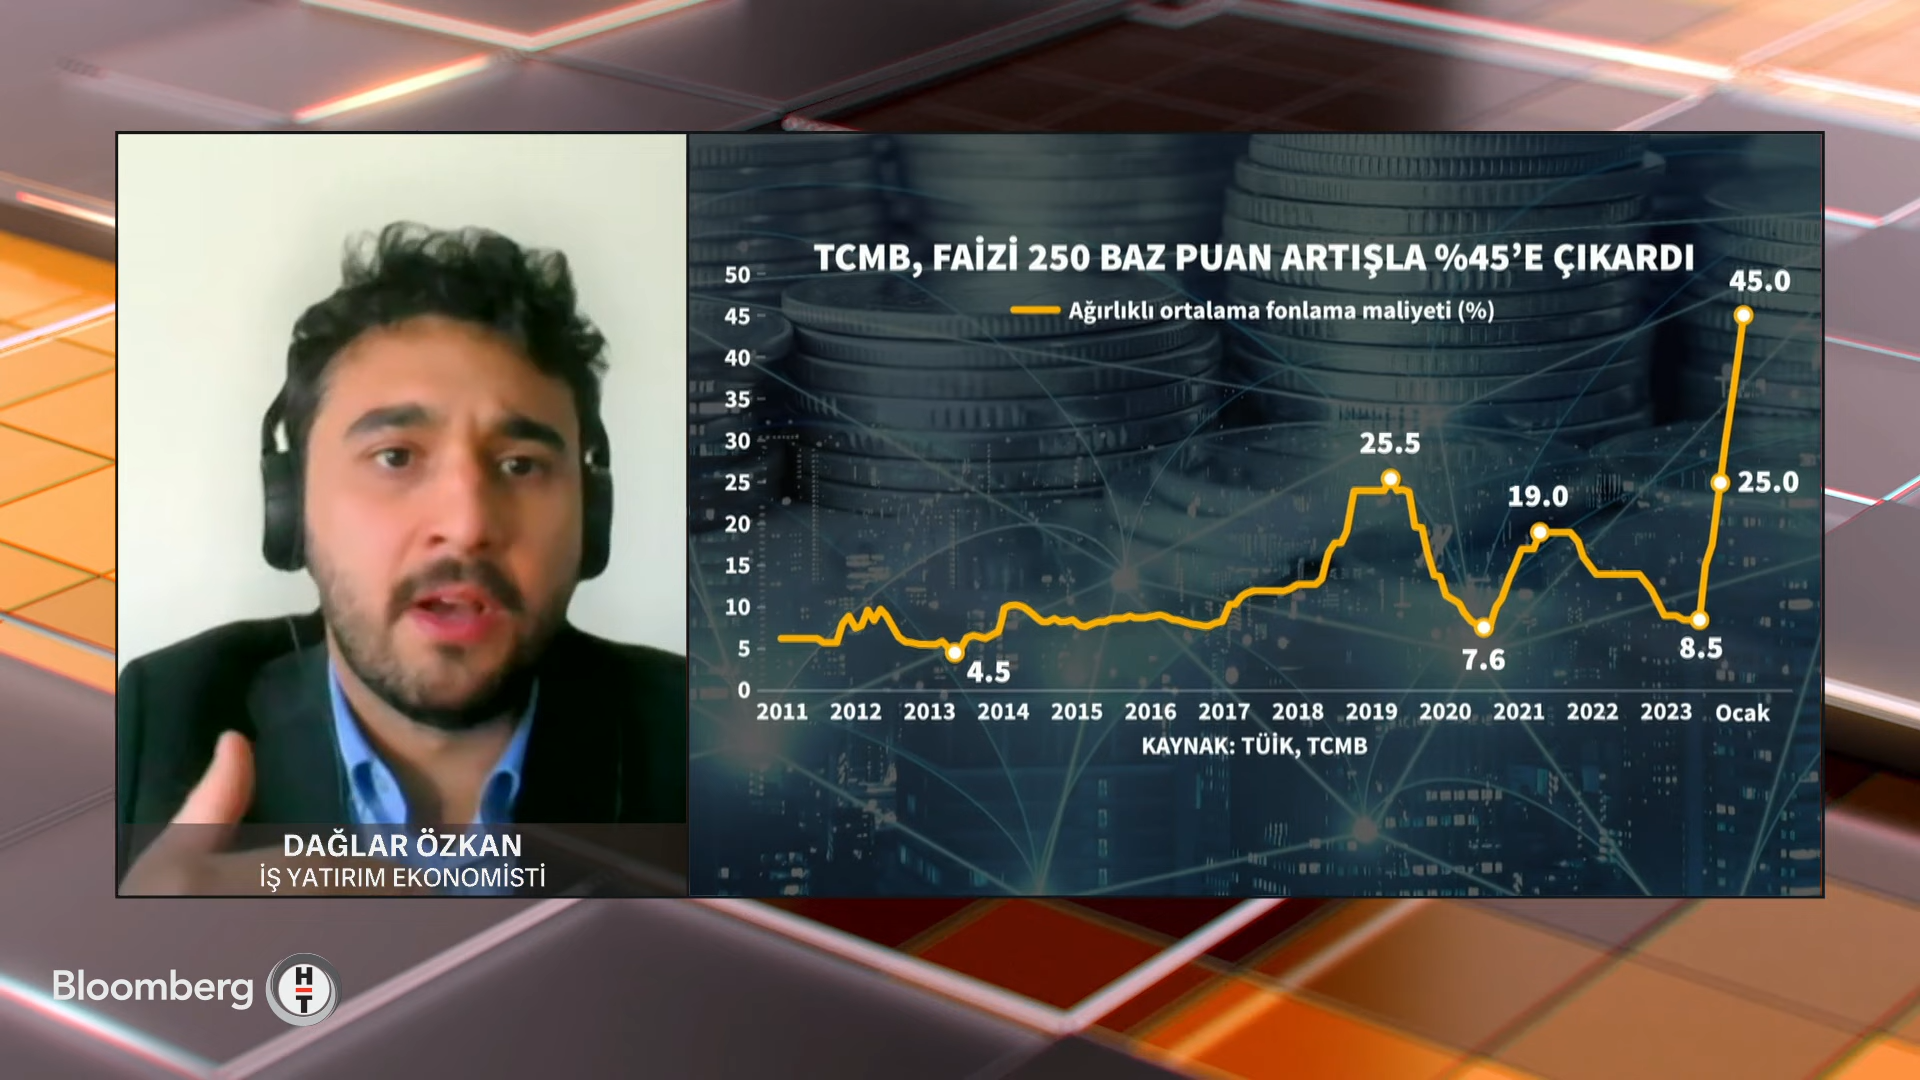 TCMB, FAİZİ 250 BAZ PUAN ARTIŞLA %45'E ÇIKARDI
Ağırlıklı ortalama fonlama maliyeti (%)
50
45
40
35
30
25
20
15
10
5
0
4.5
25.5
7.6
19.0
8.5
25.0
45.0
2011 2012 2013 2014 2015 2016 2017 2018 2019 2020 2021 2022 2023 Ocak
KAYNAK: TÜİK, TCMB
DAĞLAR ÖZKAN
İŞ YATIRIM EKONOMİSTİ
Bloomberg HT